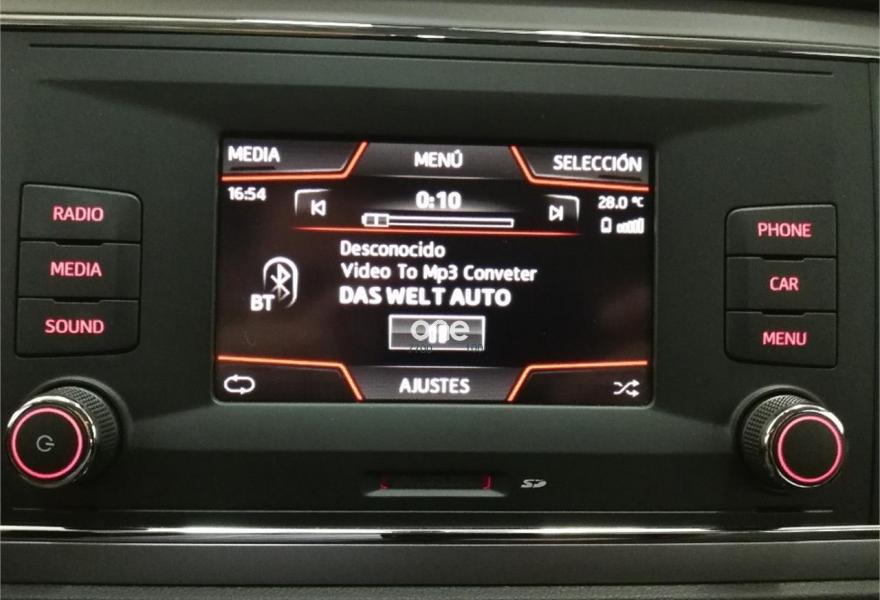 MEDIA
MENÚ
SELECCIÓN
16:54
0:10
28.0 °C
Desconocido
Video To Mp3 Conveter
DAS WELT AUTO
BT
one
AJUSTES
RADIO
MEDIA
SOUND
PHONE
CAR
MENU
SD